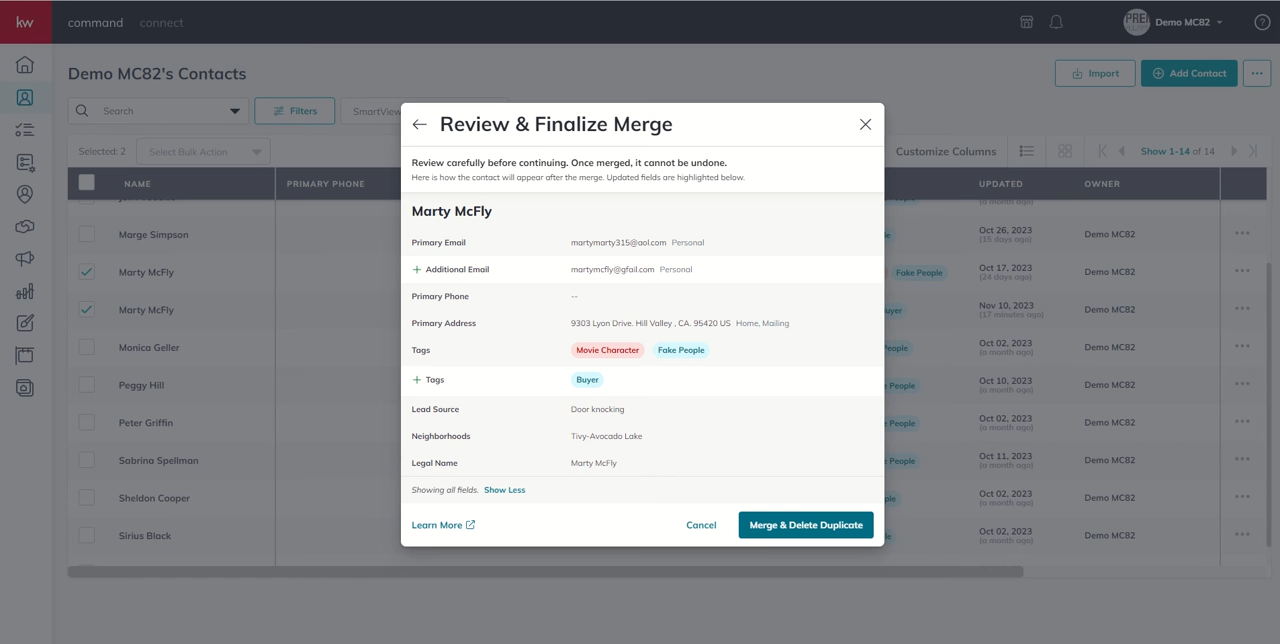 kw command connect Demo MC82
Demo MC82's Contacts Import Add Contact
Search Filters SmartView
Selected: 2 Select Bulk Action Customize Columns Show 1-14 of 14
NAME PRIMARY PHONE UPDATED OWNER
(a month ago)
Marge Simpson Oct 26, 2023 Demo MC82
(15 days ago)
Marty McFly Fake People Oct 17, 2023 Demo MC82
(24 days ago)
Marty McFly Nov 10, 2023 Demo MC82
(17 minutes ago)
Monica Geller People Oct 02, 2023 Demo MC82
(a month ago)
Peggy Hill People Oct 10, 2023 Demo MC82
(a month ago)
Peter Griffin People Oct 02, 2023 Demo MC82
(a month ago)
Sabrina Spellman People Oct 11, 2023 Demo MC82
(a month ago)
Sheldon Cooper Oct 02, 2023 Demo MC82
(a month ago)
Sirius Black Oct 02, 2023 Demo MC82
(a month ago)
Review & Finalize Merge
Review carefully before continuing. Once merged, it cannot be undone.
Here is how the contact will appear after the merge. Updated fields are highlighted below.
Marty McFly
Primary Email martymarty315@aol.com Personal
+ Additional Email martymcfly@gfail.com Personal
Primary Phone --
Primary Address 9303 Lyon Drive. Hill Valley , CA. 95420 US Home, Mailing
Tags Movie Character Fake People
+ Tags Buyer
Lead Source Door knocking
Neighborhoods Tivy-Avocado Lake
Legal Name Marty McFly
Showing all fields. Show Less
Learn More Cancel Merge & Delete Duplicate